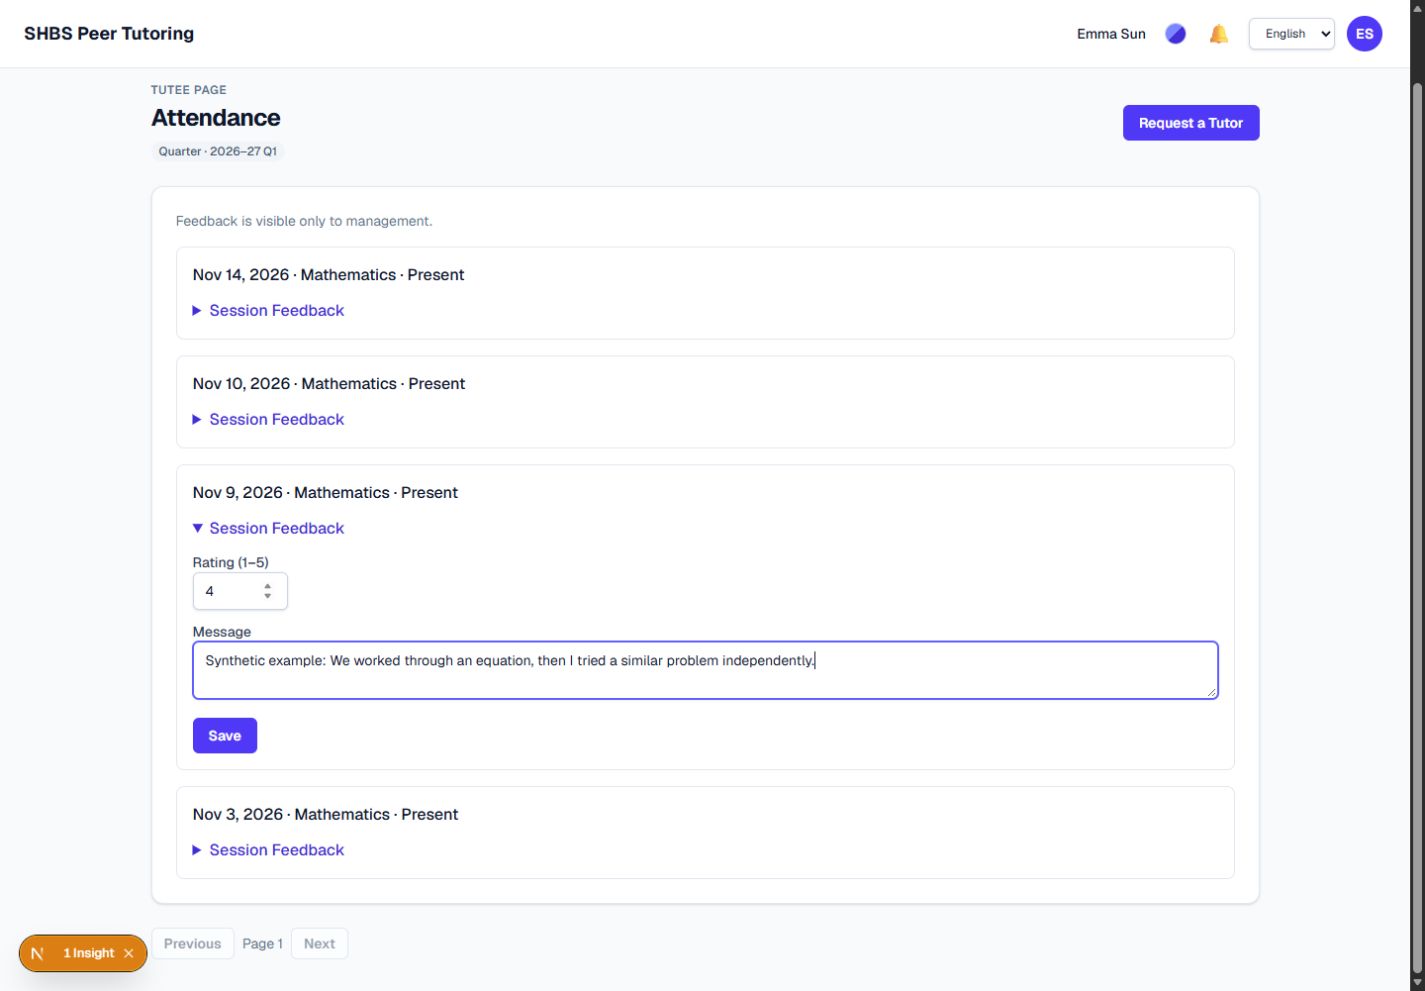 SHBS Peer Tutoring
Emma Sun
English
ES
TUTEE PAGE
Attendance
Quarter · 2026–27 Q1
Request a Tutor
Feedback is visible only to management.
Nov 14, 2026 · Mathematics · Present
Session Feedback
Nov 10, 2026 · Mathematics · Present
Session Feedback
Nov 9, 2026 · Mathematics · Present
Session Feedback
Rating (1–5)
4
Message
Synthetic example: We worked through an equation, then I tried a similar problem independently.
Save
Nov 3, 2026 · Mathematics · Present
Session Feedback
Previous Page 1 Next
N 1 Insight